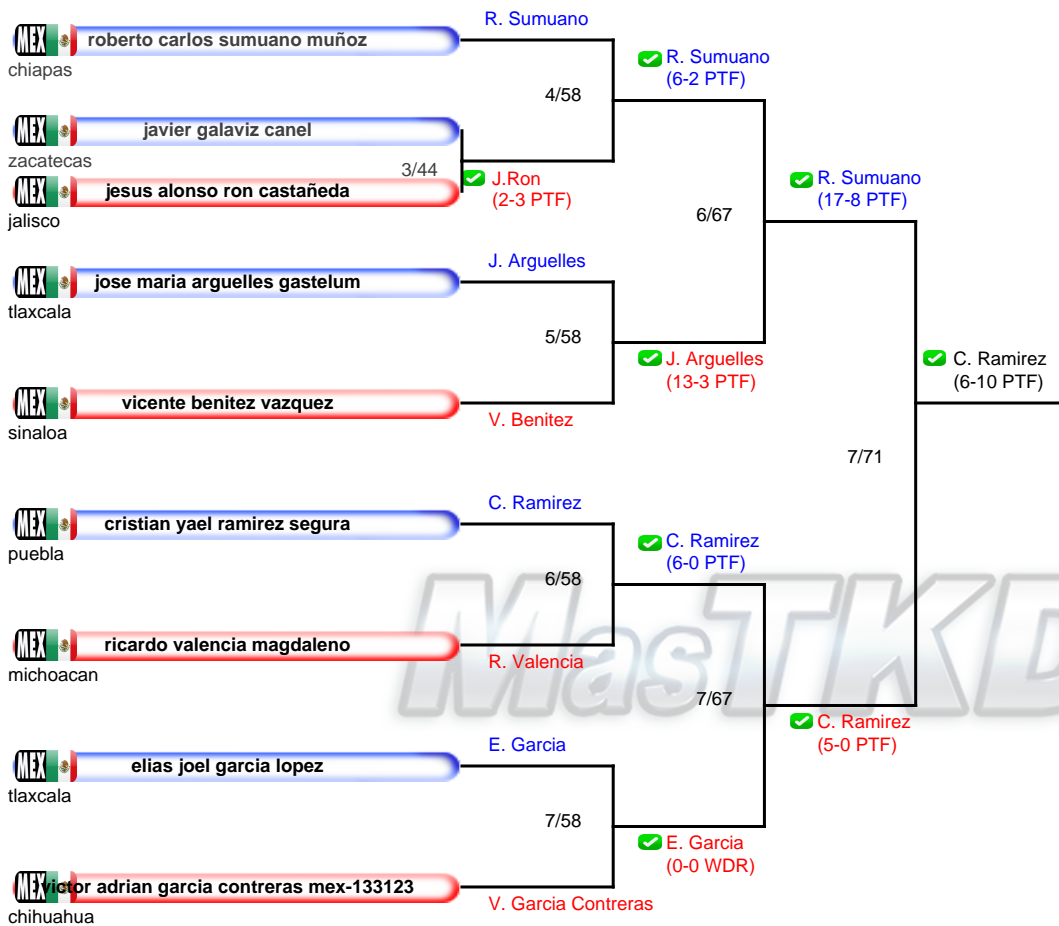 R. Sumuano
MEX roberto carlos sumuano muñoz
chiapas
R. Sumuano
(6-2 PTF)
4/58
MEX javier galaviz canel
zacatecas
3/44
MEX jesus alonso ron castañeda
jalisco
J.Ron
(2-3 PTF)
R. Sumuano
(17-8 PTF)
6/67
J. Arguelles
MEX jose maria arguelles gastelum
tlaxcala
5/58
J. Arguelles
(13-3 PTF)
C. Ramirez
(6-10 PTF)
MEX vicente benitez vazquez
sinaloa
V. Benitez
7/71
C. Ramirez
MEX cristian yael ramirez segura
puebla
C. Ramirez
(6-0 PTF)
6/58
MasTKD
MEX ricardo valencia magdaleno
michoacan
R. Valencia
7/67
C. Ramirez
(5-0 PTF)
E. Garcia
MEX elias joel garcia lopez
tlaxcala
7/58
E. Garcia
(0-0 WDR)
MEX victor adrian garcia contreras mex-133123
chihuahua
V. Garcia Contreras